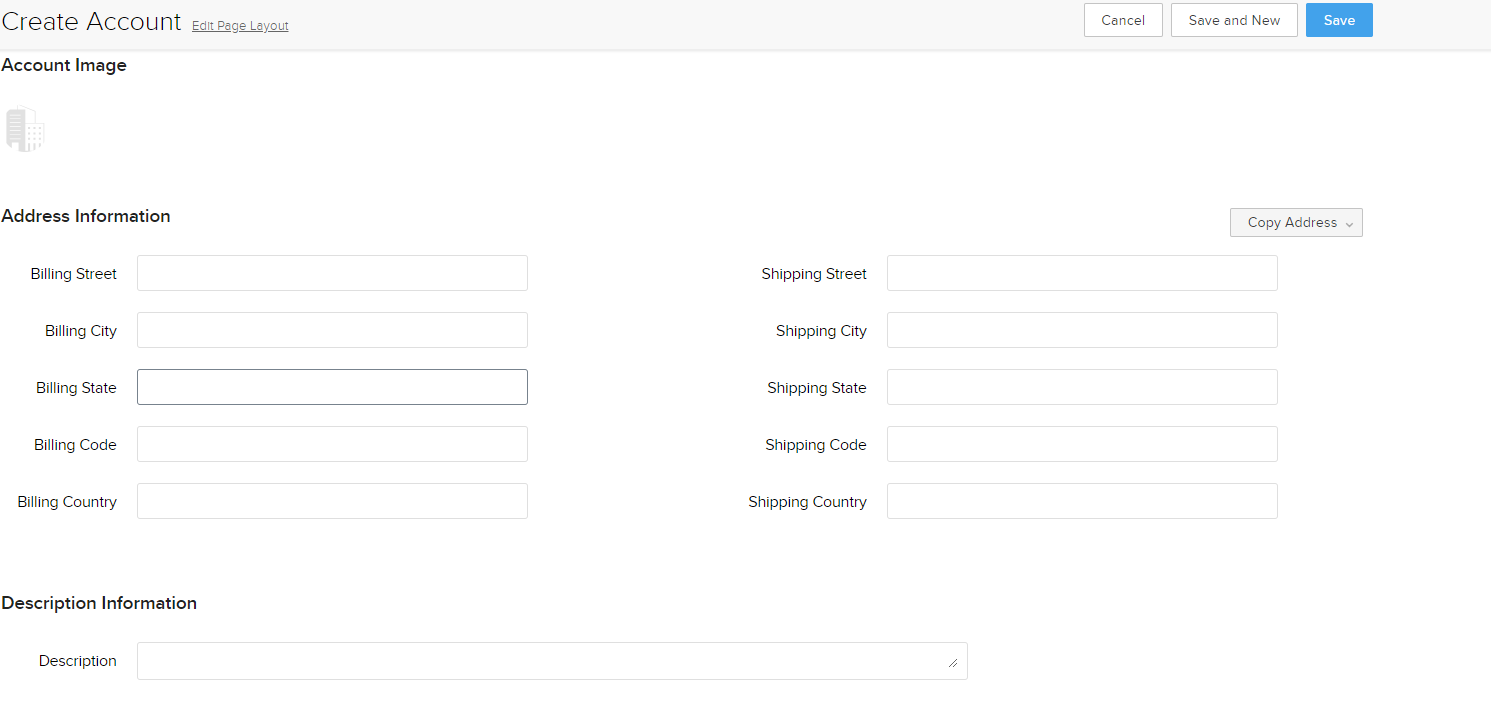 Create Account Edit Page Layout Cancel Save and New Save
Account Image
Address Information Copy Address
Billing Street Shipping Street
Billing City Shipping City
Billing State Shipping State
Billing Code Shipping Code
Billing Country Shipping Country
Description Information
Description